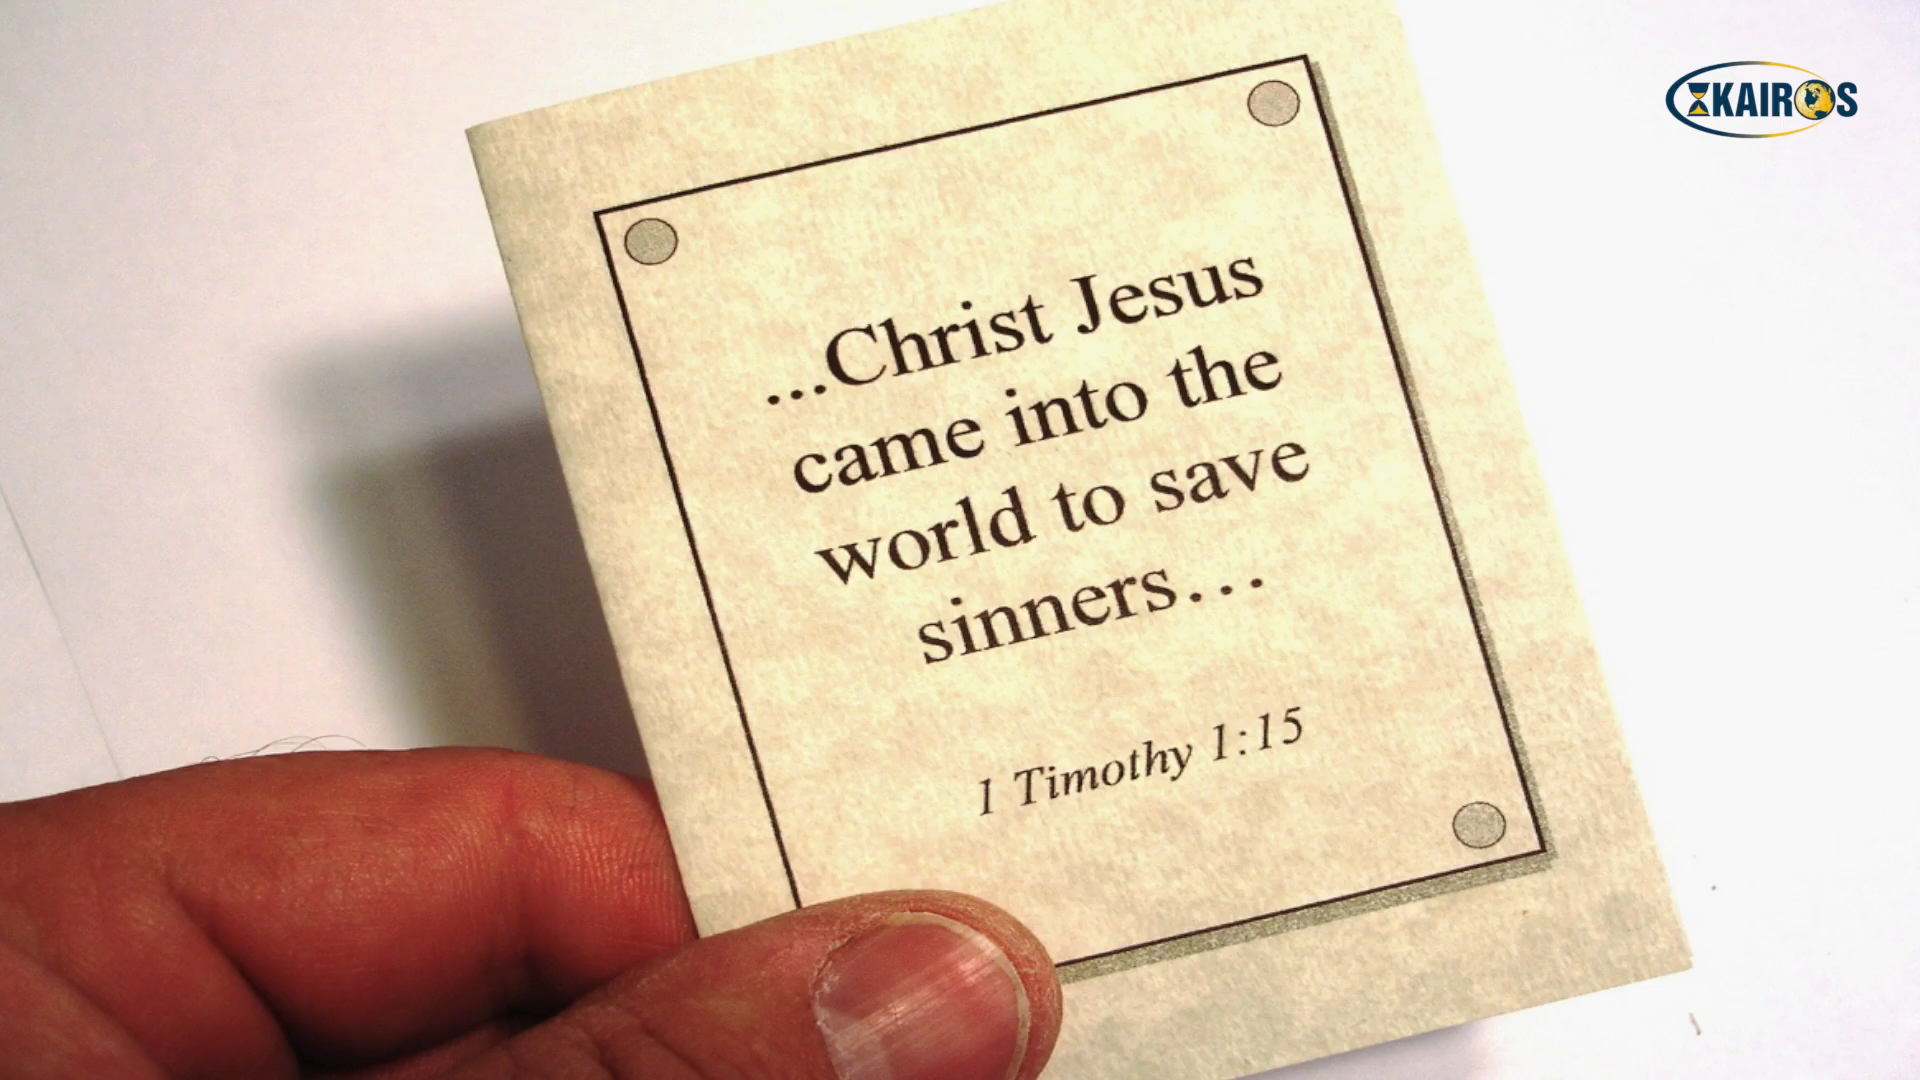 KAIROS
...Christ Jesus
came into the
world to save
sinners...
1 Timothy 1:15